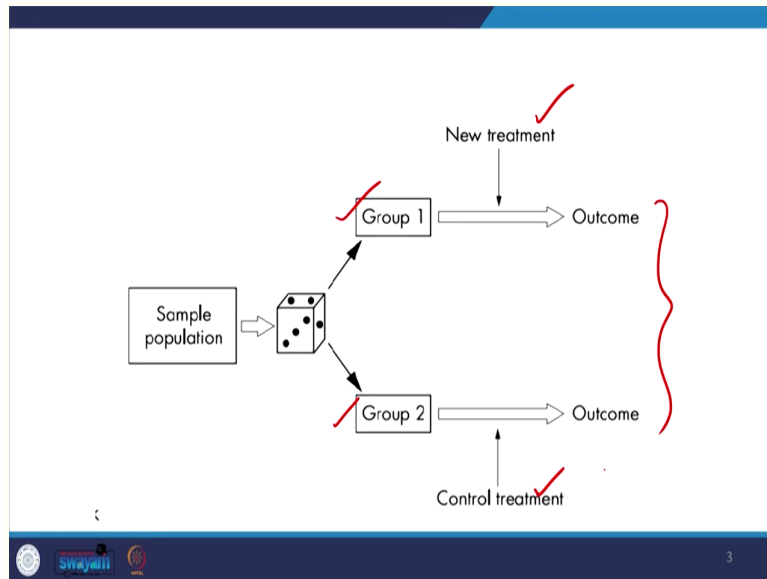 New treatment
Group 1
Outcome
Sample
population
Group 2
Outcome
Control treatment
swayam
3